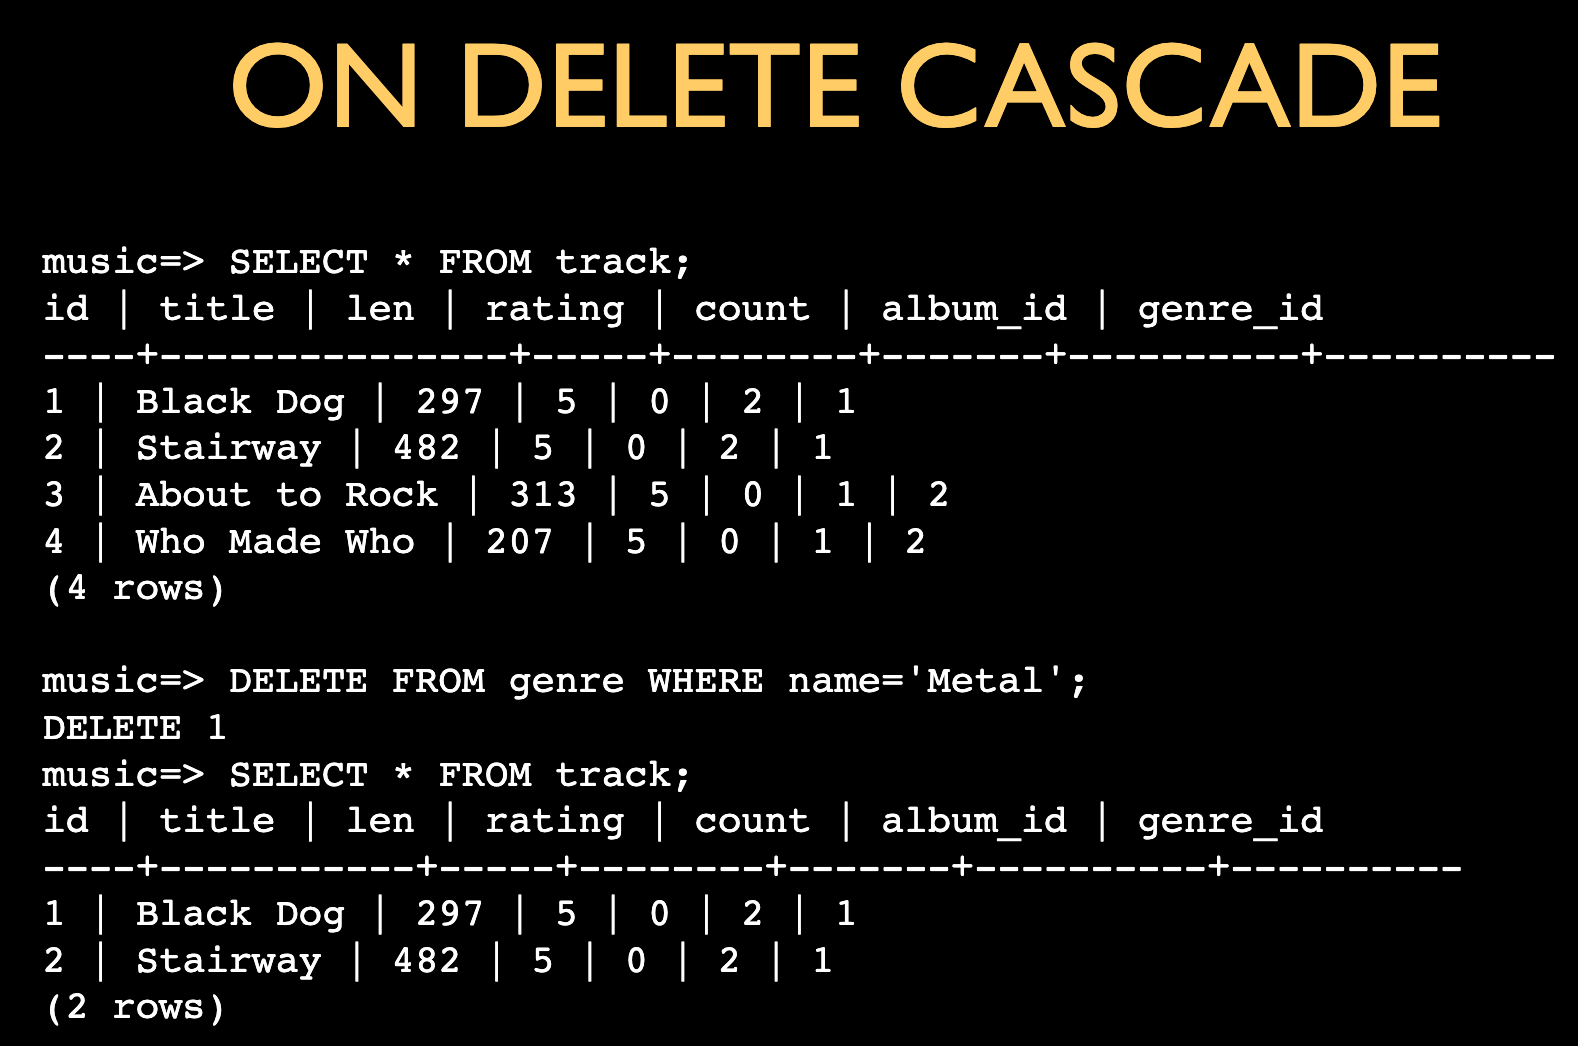 ON DELETE CASCADE
music=> SELECT * FROM track;
id | title | len | rating | count | album_id | genre_id
----+---------------+-----+--------+-------+----------+----------
1 | Black Dog | 297 | 5 | 0 | 2 | 1
2 | Stairway | 482 | 5 | 0 | 2 | 1
3 | About to Rock | 313 | 5 | 0 | 1 | 2
4 | Who Made Who | 207 | 5 | 0 | 1 | 2
(4 rows)
music=> DELETE FROM genre WHERE name='Metal';
DELETE 1
music=> SELECT * FROM track;
id | title | len | rating | count | album_id | genre_id
----+-----------+-----+--------+-------+----------+----------
1 | Black Dog | 297 | 5 | 0 | 2 | 1
2 | Stairway | 482 | 5 | 0 | 2 | 1
(2 rows)